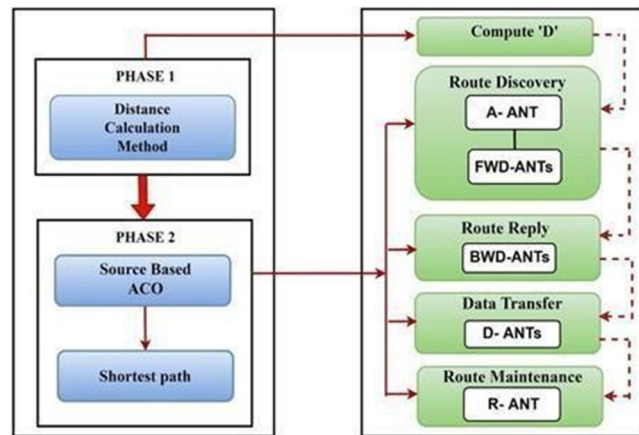 PHASE 1
Distance
Calculation
Method
PHASE 2
Source Based
ACO
Shortest path
Compute 'D'
Route Discovery
A- ANT
FWD-ANTs
Route Reply
BWD-ANTs
Data Transfer
D- ANTs
Route Maintenance
R- ANT